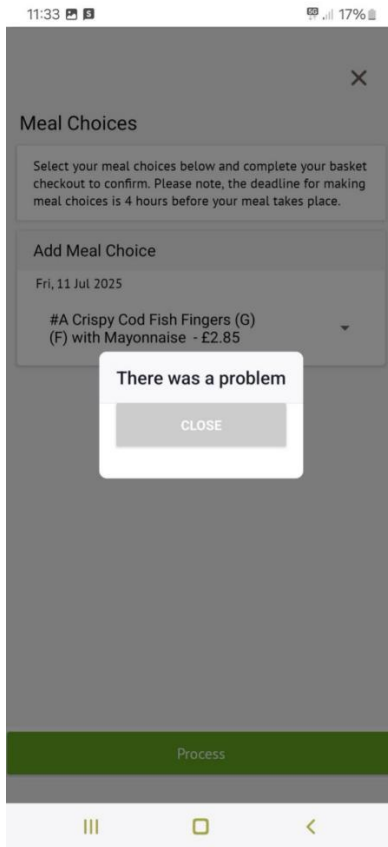 11:33
5G 17%
Meal Choices
Select your meal choices below and complete your basket
checkout to confirm. Please note, the deadline for making
meal choices is 4 hours before your meal takes place.
Add Meal Choice
Fri, 11 Jul 2025
#A Crispy Cod Fish Fingers (G)
(F) with Mayonnaise - £2.85
There was a problem
CLOSE
Process